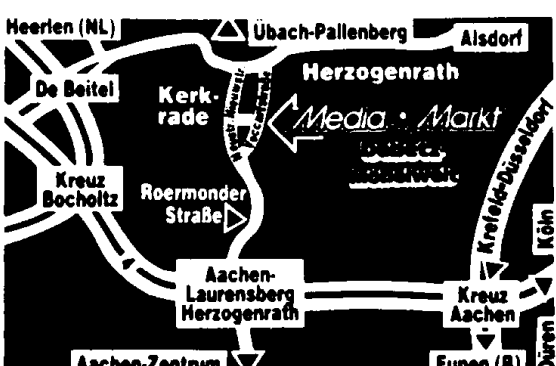 Heerlen (NL)
Übach-Pallenberg
Alsdorf
De Beitel
Herzogenrath
Kerk-
rade
Media • Markt
Krefeld-Düsseldorf
Kreuz
Bocholtz
Roermonder
Straße
Köln
Aachen-
Laurensberg
Herzogenrath
4
Kreuz
Aachen
Düren
Aachen-Zentrum
Eupen (B)